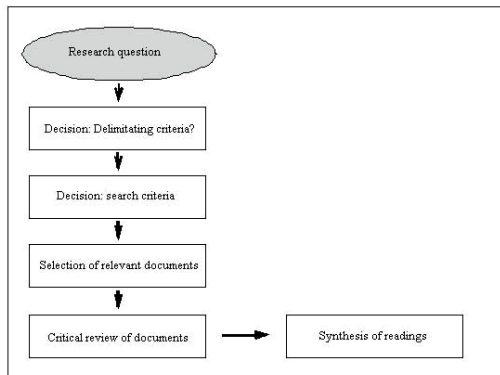 Research question
Decision: Delimitating criteria?
Decision: search criteria
Selection of relevant documents
Critical review of documents
Synthesis of readings